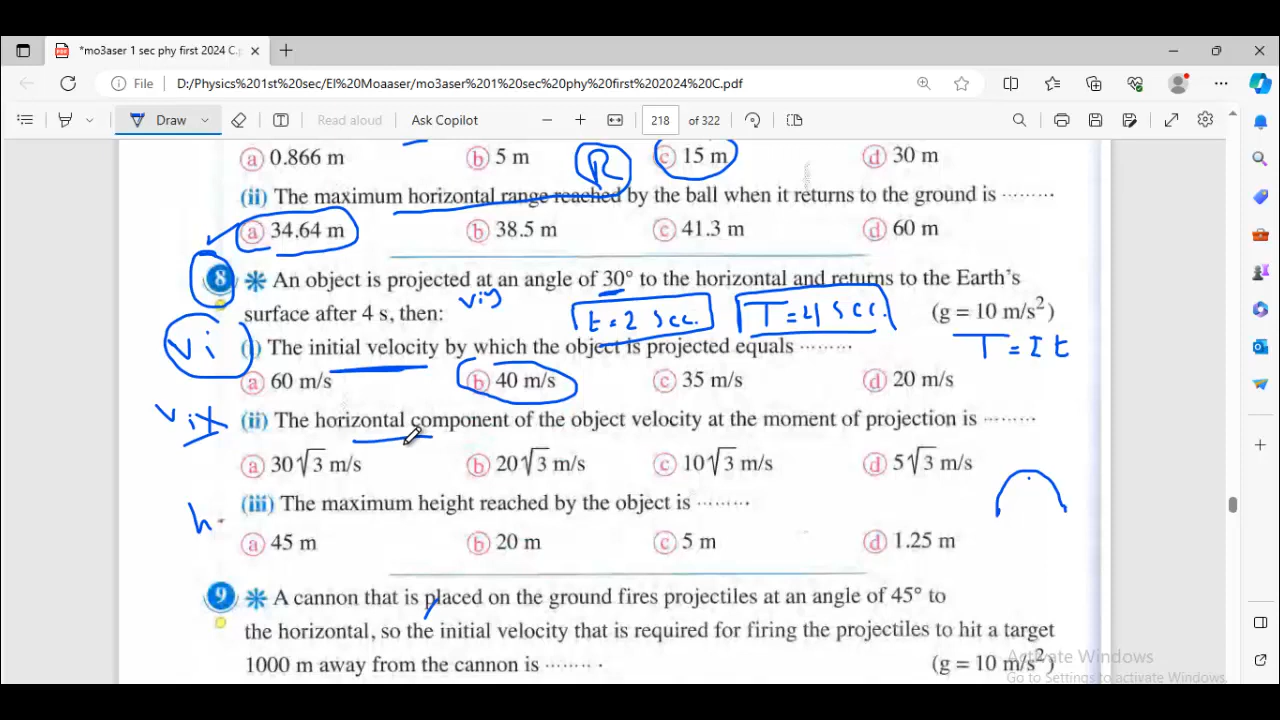 *mo3aser 1 sec phy first 2024 C.p
File D:/Physics%201st%20sec/El%20Moaaser/mo3aser%201%20sec%20phy%20first%202024%20C.pdf
Draw Read aloud Ask Copilot 218 of 322
a 0.866 m b 5 m R c 15 m d 30 m
(ii) The maximum horizontal range reached by the ball when it returns to the ground is ·········
a 34.64 m b 38.5 m c 41.3 m d 60 m
8 * An object is projected at an angle of 30° to the horizontal and returns to the Earth's
viy
surface after 4 s, then: t=2 sec. T=4 sec. (g = 10 m/s²)
vi (i) The initial velocity by which the object is projected equals ········· T=2t
a 60 m/s b 40 m/s c 35 m/s d 20 m/s
vix (ii) The horizontal component of the object velocity at the moment of projection is ·········
a 30√3 m/s b 20√3 m/s c 10√3 m/s d 5√3 m/s
h (iii) The maximum height reached by the object is ·········
a 45 m b 20 m c 5 m d 1.25 m
9 * A cannon that is placed on the ground fires projectiles at an angle of 45° to
the horizontal, so the initial velocity that is required for firing the projectiles to hit a target
1000 m away from the cannon is ········· (g = 10 m/s²)
Activate Windows
Go to Settings to activate Windows.